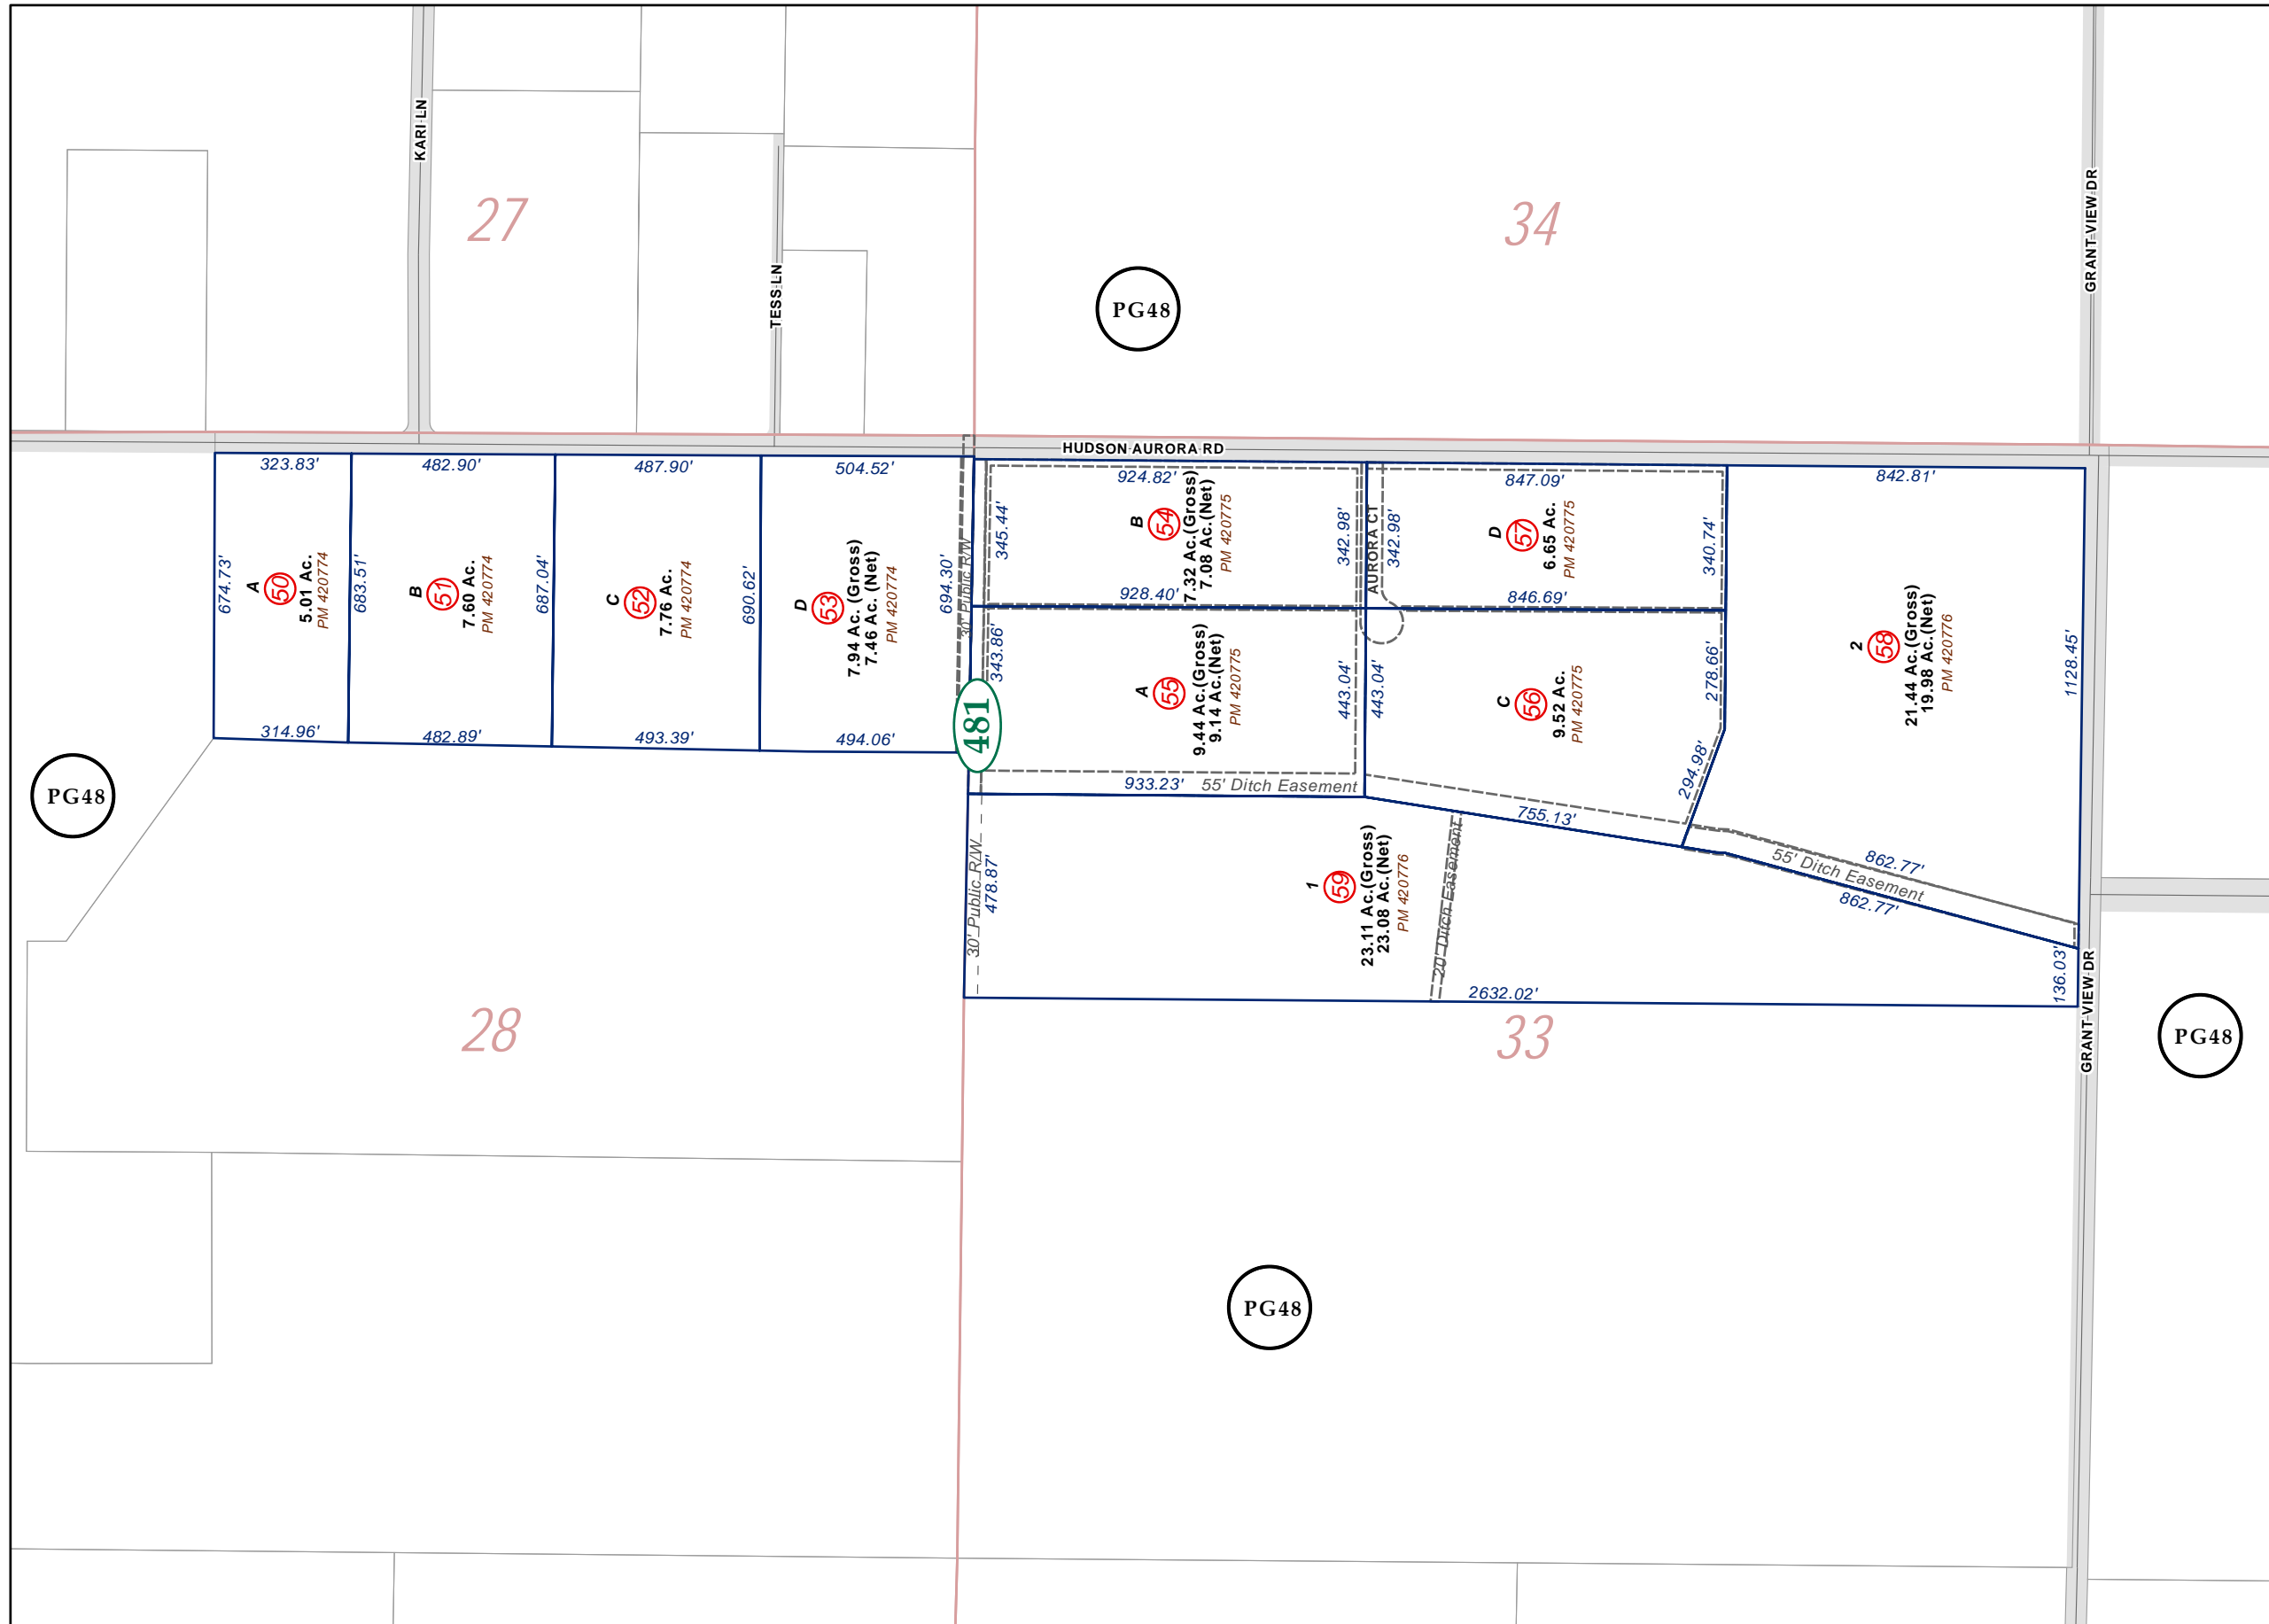 KARI LN
27
TESS LN
34
GRANT VIEW DR
PG48
HUDSON AURORA RD
323.83'
482.90'
487.90'
504.52'
924.82'
847.09'
842.81'
674.73'
A
50
5.01 Ac.
PM 420774
683.51'
B
51
7.60 Ac.
PM 420774
687.04'
C
52
7.76 Ac.
PM 420774
690.62'
D
53
7.94 Ac. (Gross)
7.46 Ac. (Net)
PM 420774
694.30'
30' Public R/W
345.44'
B
54
7.32 Ac.(Gross)
7.08 Ac.(Net)
PM 420775
342.98'
AURORA CT
342.98'
D
57
6.65 Ac.
PM 420775
340.74'
928.40'
846.69'
343.86'
A
55
9.44 Ac.(Gross)
9.14 Ac.(Net)
PM 420775
443.04'
443.04'
C
56
9.52 Ac.
PM 420775
278.66'
294.98'
2
58
21.44 Ac.(Gross)
19.98 Ac.(Net)
PM 420776
1128.45'
481
314.96'
482.89'
493.39'
494.06'
933.23'
55' Ditch Easement
755.13'
PG48
30' Public R/W
478.87'
1
59
23.11 Ac.(Gross)
23.08 Ac.(Net)
PM 420776
20' Ditch Easement
862.77'
55' Ditch Easement
862.77'
136.03'
GRANT VIEW DR
2632.02'
28
33
PG48
PG48